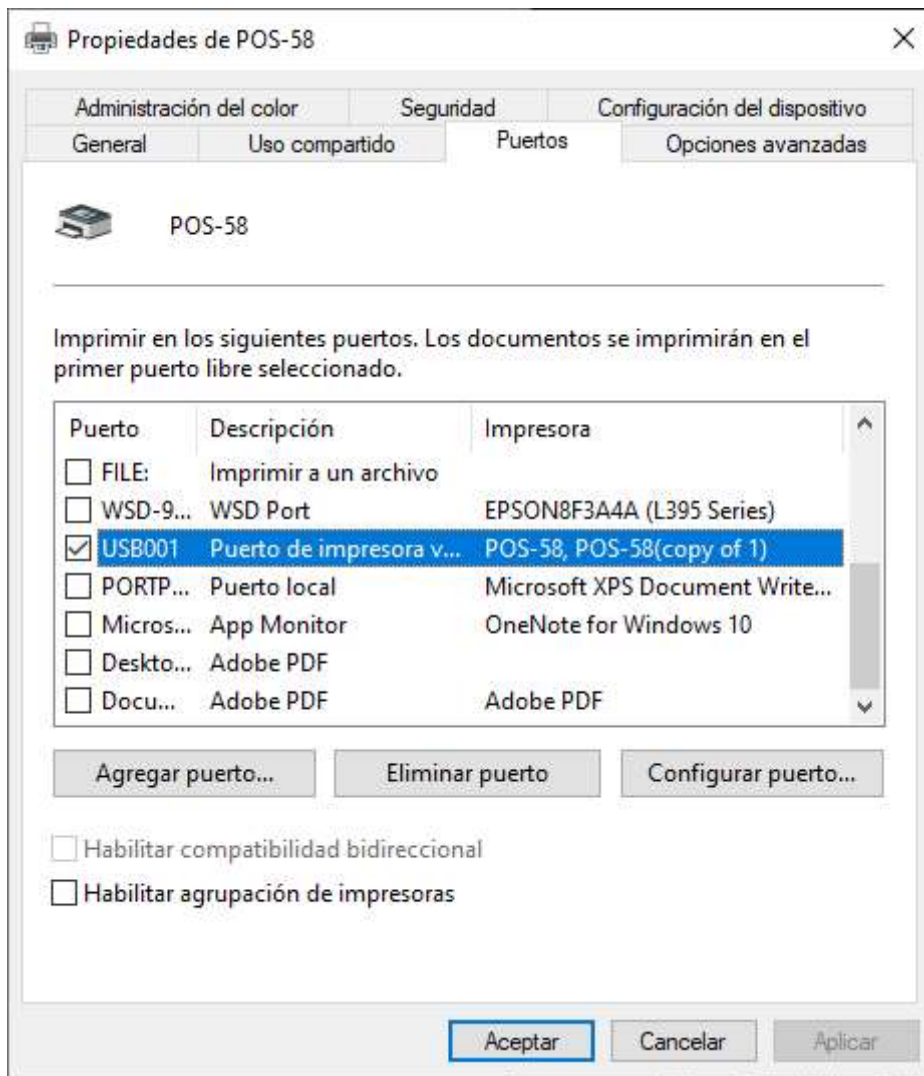 Propiedades de POS-58
Administración del color Seguridad Configuración del dispositivo
General Uso compartido Puertos Opciones avanzadas
POS-58
Imprimir en los siguientes puertos. Los documentos se imprimirán en el
primer puerto libre seleccionado.
Puerto Descripción Impresora
FILE: Imprimir a un archivo
WSD-9... WSD Port EPSON8F3A4A (L395 Series)
USB001 Puerto de impresora v... POS-58, POS-58(copy of 1)
PORTP... Puerto local Microsoft XPS Document Write...
Micros... App Monitor OneNote for Windows 10
Deskto... Adobe PDF
Docu... Adobe PDF Adobe PDF
Agregar puerto... Eliminar puerto Configurar puerto...
Habilitar compatibilidad bidireccional
Habilitar agrupación de impresoras
Aceptar Cancelar Aplicar